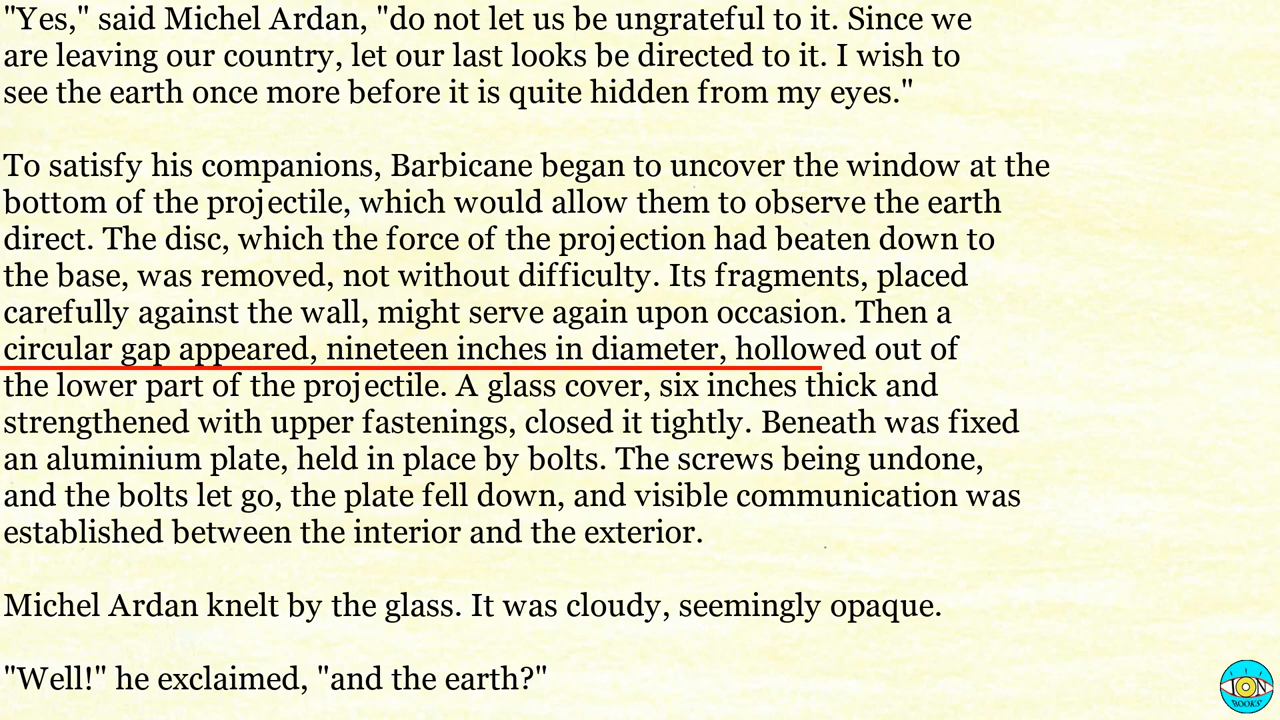 "Yes," said Michel Ardan, "do not let us be ungrateful to it. Since we
are leaving our country, let our last looks be directed to it. I wish to
see the earth once more before it is quite hidden from my eyes."
To satisfy his companions, Barbicane began to uncover the window at the
bottom of the projectile, which would allow them to observe the earth
direct. The disc, which the force of the projection had beaten down to
the base, was removed, not without difficulty. Its fragments, placed
carefully against the wall, might serve again upon occasion. Then a
circular gap appeared, nineteen inches in diameter, hollowed out of
the lower part of the projectile. A glass cover, six inches thick and
strengthened with upper fastenings, closed it tightly. Beneath was fixed
an aluminium plate, held in place by bolts. The screws being undone,
and the bolts let go, the plate fell down, and visible communication was
established between the interior and the exterior.
Michel Ardan knelt by the glass. It was cloudy, seemingly opaque.
"Well!" he exclaimed, "and the earth?"
ION
BOOKS